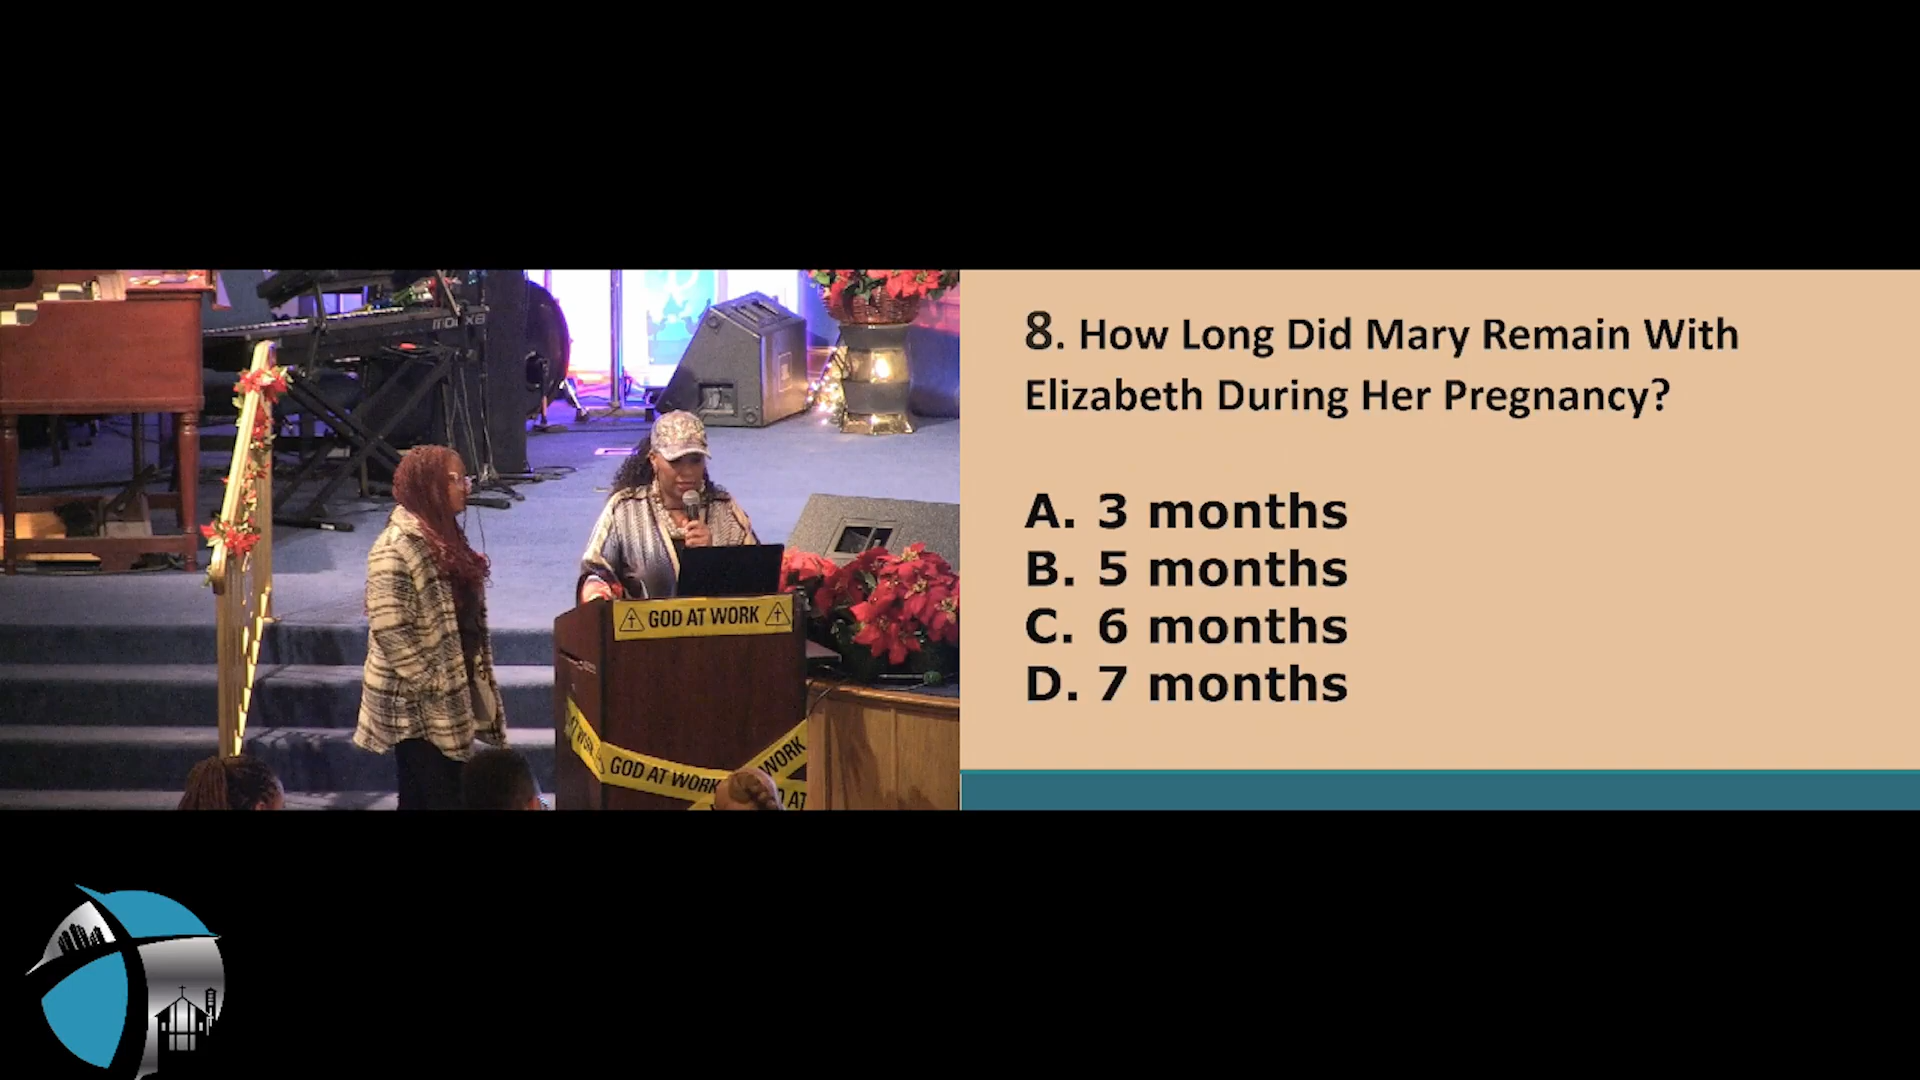 8. How Long Did Mary Remain With
Elizabeth During Her Pregnancy?
A. 3 months
B. 5 months
C. 6 months
D. 7 months
GOD AT WORK
GOD AT WORK
WORK